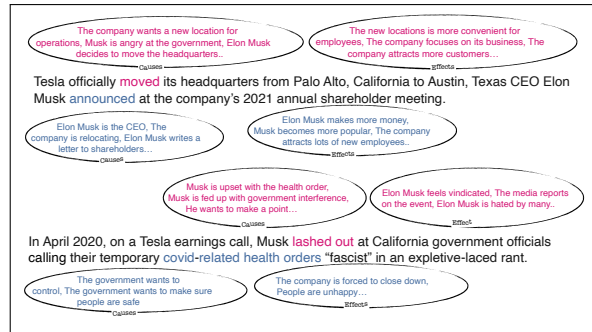 The company wants a new location for
operations, Musk is angry at the government, Elon Musk
decides to move the headquarters..
Causes
The new locations is more convenient for
employees, The company focuses on its business, The
company attracts more customers…
Effects
Tesla officially moved its headquarters from Palo Alto, California to Austin, Texas CEO Elon
Musk announced at the company's 2021 annual shareholder meeting.
Elon Musk is the CEO, The
company is relocating, Elon Musk writes a
letter to shareholders…
Causes
Elon Musk makes more money,
Musk becomes more popular, The company
attracts lots of new employees..
Effects
Musk is upset with the health order,
Musk is fed up with government interference,
He wants to make a point…
Causes
Elon Musk feels vindicated, The media reports
on the event, Elon Musk is hated by many..
Effect
In April 2020, on a Tesla earnings call, Musk lashed out at California government officials
calling their temporary covid-related health orders "fascist" in an expletive-laced rant.
The government wants to
control, The government wants to make sure
people are safe
Causes
The company is forced to close down,
People are unhappy…
Effects